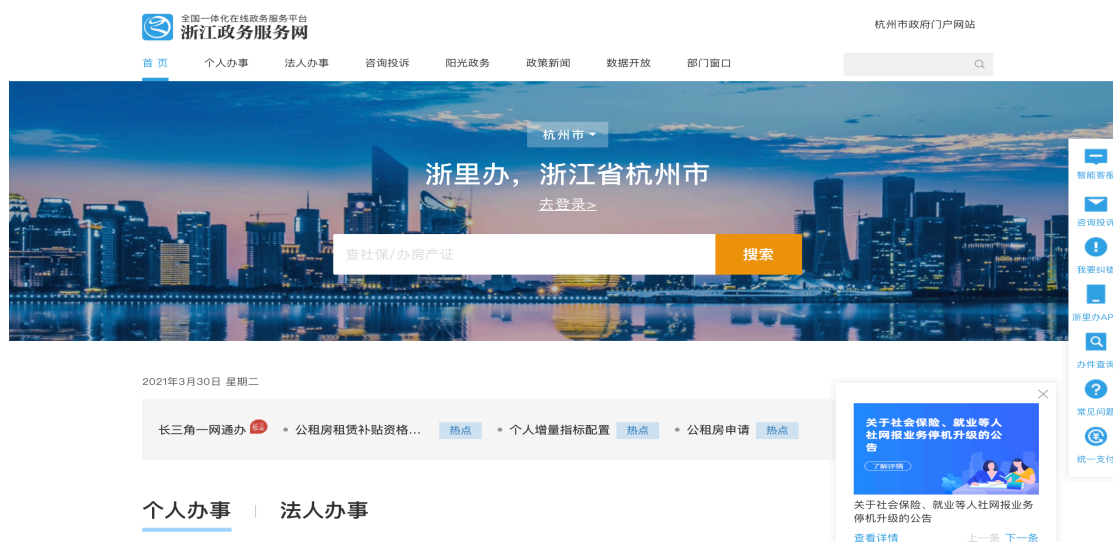 全国一体化在线政务服务平台
浙江政务服务网
杭州市政府门户网站
首页 个人办事 法人办事 咨询投诉 阳光政务 政策新闻 数据开放 部门窗口
杭州市
浙里办，浙江省杭州市
去登录>
查社保/办房产证 搜索
智能客服
咨询投诉
我要纠错
浙里办APP
办件查询
常见问题
统一支付
2021年3月30日 星期二
长三角一网通办 • 公租房租赁补贴资格... 热点 • 个人增量指标配置 热点 • 公租房申请 热点
关于社会保险、就业等人
社网报业务停机升级的公
告
了解详情
关于社会保险、就业等人社网报业务
停机升级的公告
查看详情 上一条 下一条
个人办事 | 法人办事